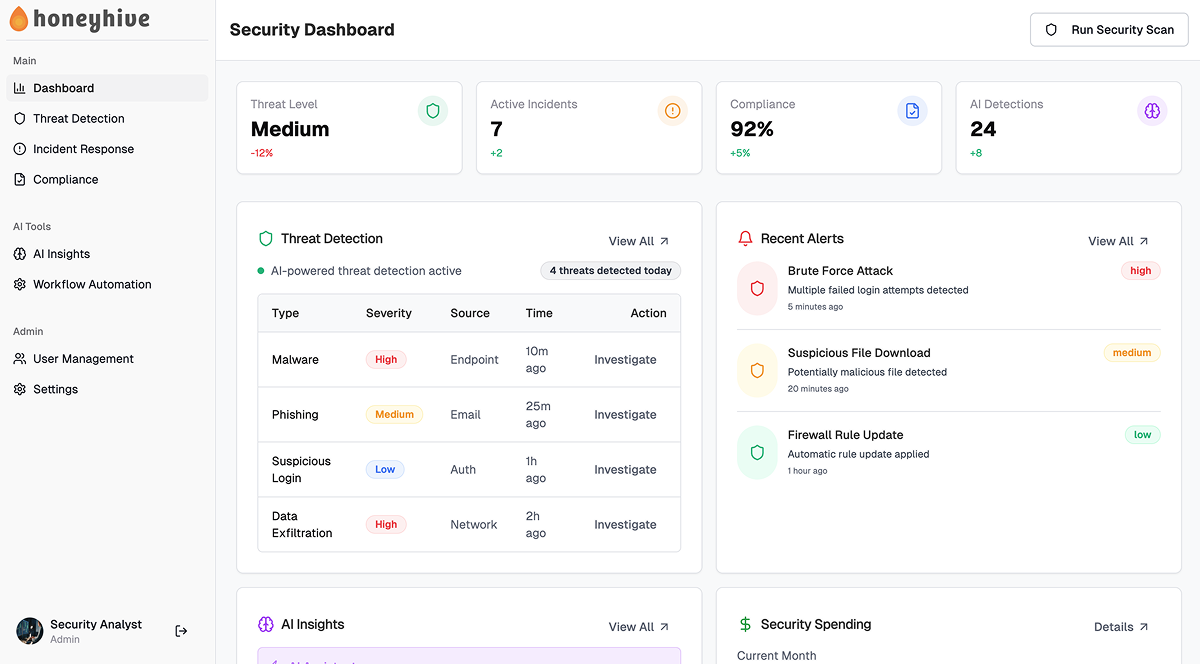 honeyhive
Main
Dashboard
Threat Detection
Incident Response
Compliance
AI Tools
AI Insights
Workflow Automation
Admin
User Management
Settings
Security Analyst
Admin
Security Dashboard
Run Security Scan
Threat Level
Medium
-12%
Active Incidents
7
+2
Compliance
92%
+5%
AI Detections
24
+8
Threat Detection
View All
AI-powered threat detection active
4 threats detected today
Type Severity Source Time Action
Malware High Endpoint 10m ago Investigate
Phishing Medium Email 25m ago Investigate
Suspicious Login Low Auth 1h ago Investigate
Data Exfiltration High Network 2h ago Investigate
Recent Alerts
View All
Brute Force Attack
high
Multiple failed login attempts detected
5 minutes ago
Suspicious File Download
medium
Potentially malicious file detected
20 minutes ago
Firewall Rule Update
low
Automatic rule update applied
1 hour ago
AI Insights
View All
Security Spending
Details
Current Month